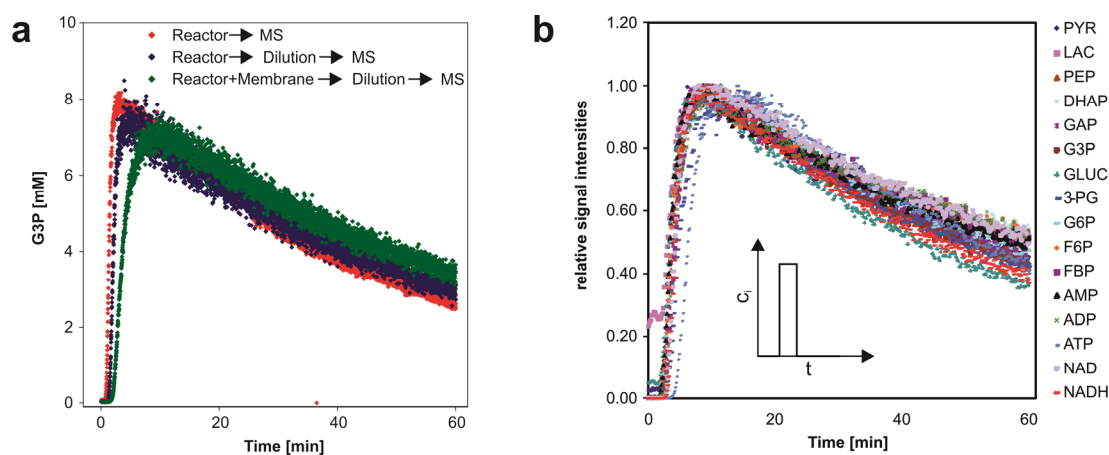 a
Reactor → MS
Reactor → Dilution → MS
Reactor+Membrane → Dilution → MS
G3P [mM]
10
8
6
4
2
0
0
20
40
60
Time [min]
b
relative signal intensities
1.20
1.00
0.80
0.60
0.40
0.20
0.00
0
20
40
60
Time [min]
ci
t
PYR
LAC
PEP
DHAP
GAP
G3P
GLUC
3-PG
G6P
F6P
FBP
AMP
ADP
ATP
NAD
NADH